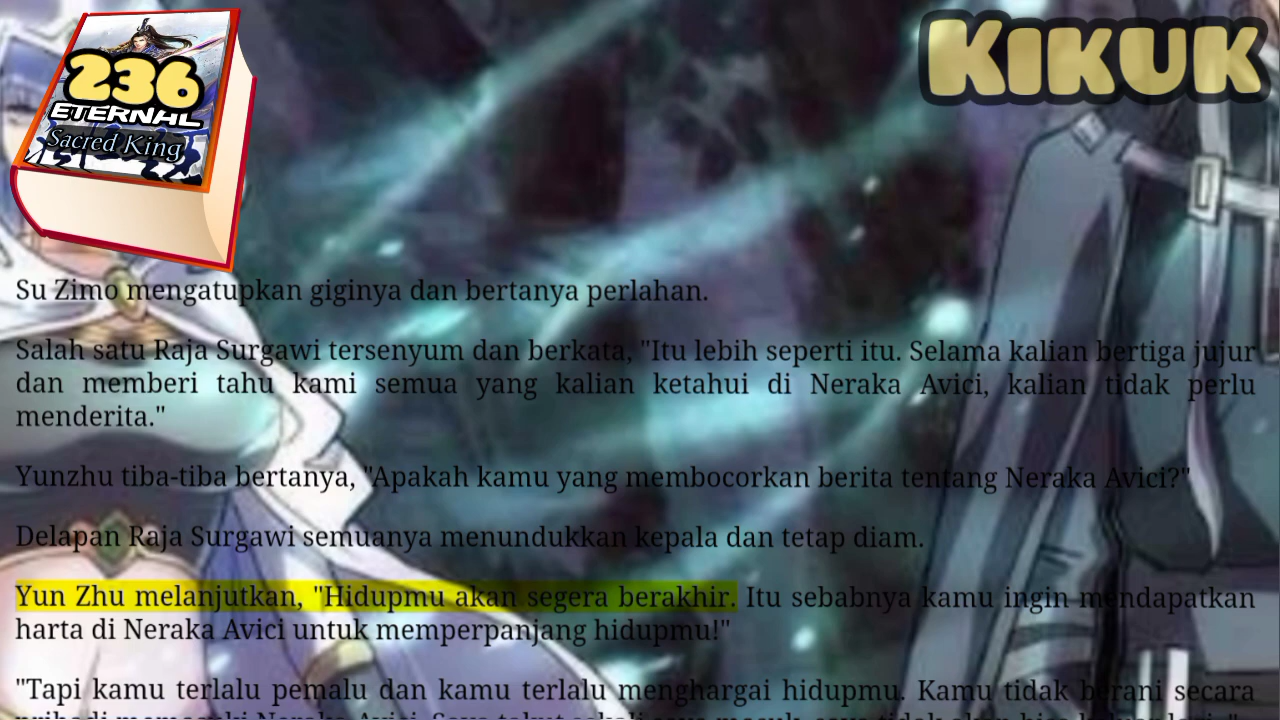 236
ETERNAL
Sacred King
KIKUK
Su Zimo mengatupkan giginya dan bertanya perlahan.
Salah satu Raja Surgawi tersenyum dan berkata, "Itu lebih seperti itu. Selama kalian bertiga jujur
dan memberi tahu kami semua yang kalian ketahui di Neraka Avici, kalian tidak perlu
menderita."
Yunzhu tiba-tiba bertanya, "Apakah kamu yang membocorkan berita tentang Neraka Avici?"
Delapan Raja Surgawi semuanya menundukkan kepala dan tetap diam.
Yun Zhu melanjutkan, "Hidupmu akan segera berakhir. Itu sebabnya kamu ingin mendapatkan
harta di Neraka Avici untuk memperpanjang hidupmu!"
"Tapi kamu terlalu pemalu dan kamu terlalu menghargai hidupmu. Kamu tidak berani secara